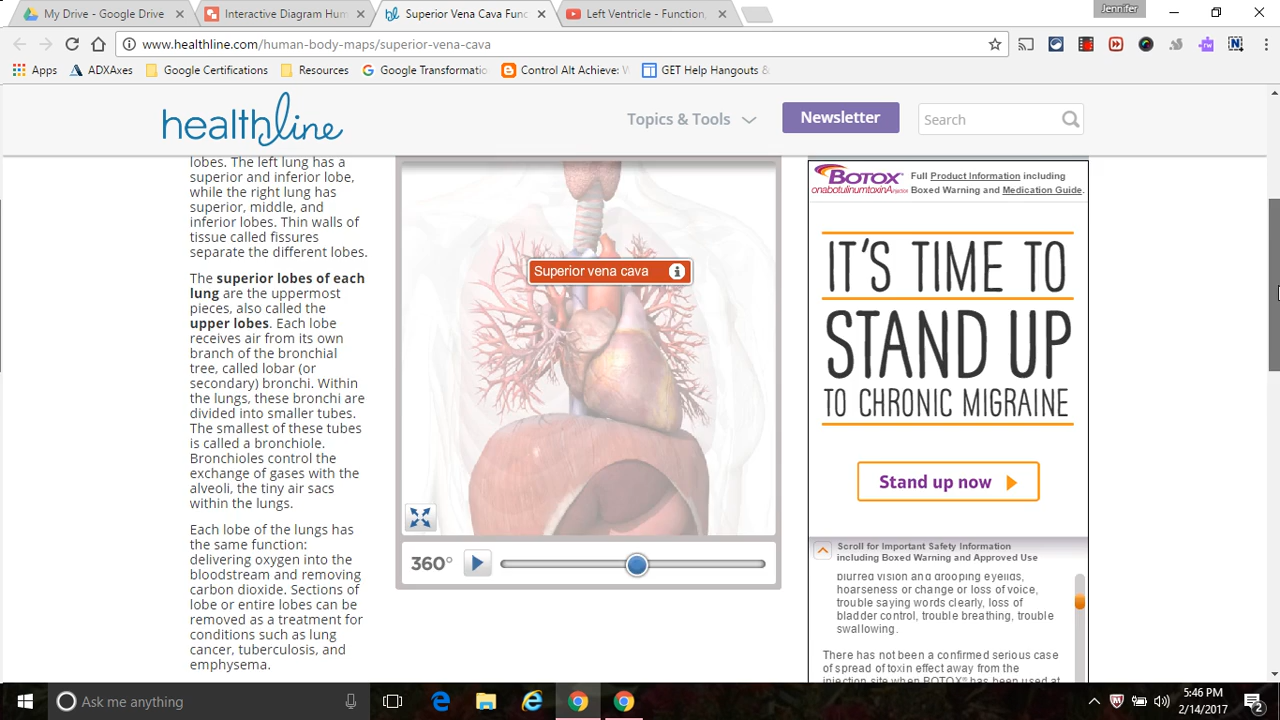 My Drive - Google Drive
Interactive Diagram Hum
Superior Vena Cava Func
Left Ventricle - Function,
Jennifer
www.healthline.com/human-body-maps/superior-vena-cava
Apps
ADXAxes
Google Certifications
Resources
Google Transformatio
Control Alt Achieve:
GET Help Hangouts &
healthline
Topics & Tools
Newsletter
Search
lobes. The left lung has a
superior and inferior lobe,
while the right lung has
superior, middle, and
inferior lobes. Thin walls of
tissue called fissures
separate the different lobes.
The superior lobes of each
lung are the uppermost
pieces, also called the
upper lobes. Each lobe
receives air from its own
branch of the bronchial
tree, called lobar (or
secondary) bronchi. Within
the lungs, these bronchi are
divided into smaller tubes.
The smallest of these tubes
is called a bronchiole.
Bronchioles control the
exchange of gases with the
alveoli, the tiny air sacs
within the lungs.
Each lobe of the lungs has
the same function:
delivering oxygen into the
bloodstream and removing
carbon dioxide. Sections of
lobe or entire lobes can be
removed as a treatment for
conditions such as lung
cancer, tuberculosis, and
emphysema.
Superior vena cava
360°
BOTOX
onabotulinumtoxinA injection
Full Product Information including
Boxed Warning and Medication Guide.
IT'S TIME TO
STAND UP
TO CHRONIC MIGRAINE
Stand up now
Scroll for Important Safety Information
including Boxed Warning and Approved Use
blurred vision and drooping eyelids,
hoarseness or change or loss of voice,
trouble saying words clearly, loss of
bladder control, trouble breathing, trouble
swallowing.
There has not been a confirmed serious case
of spread of toxin effect away from the
injection site when BOTOX® has been used at
Ask me anything
5:46 PM
2/14/2017
2